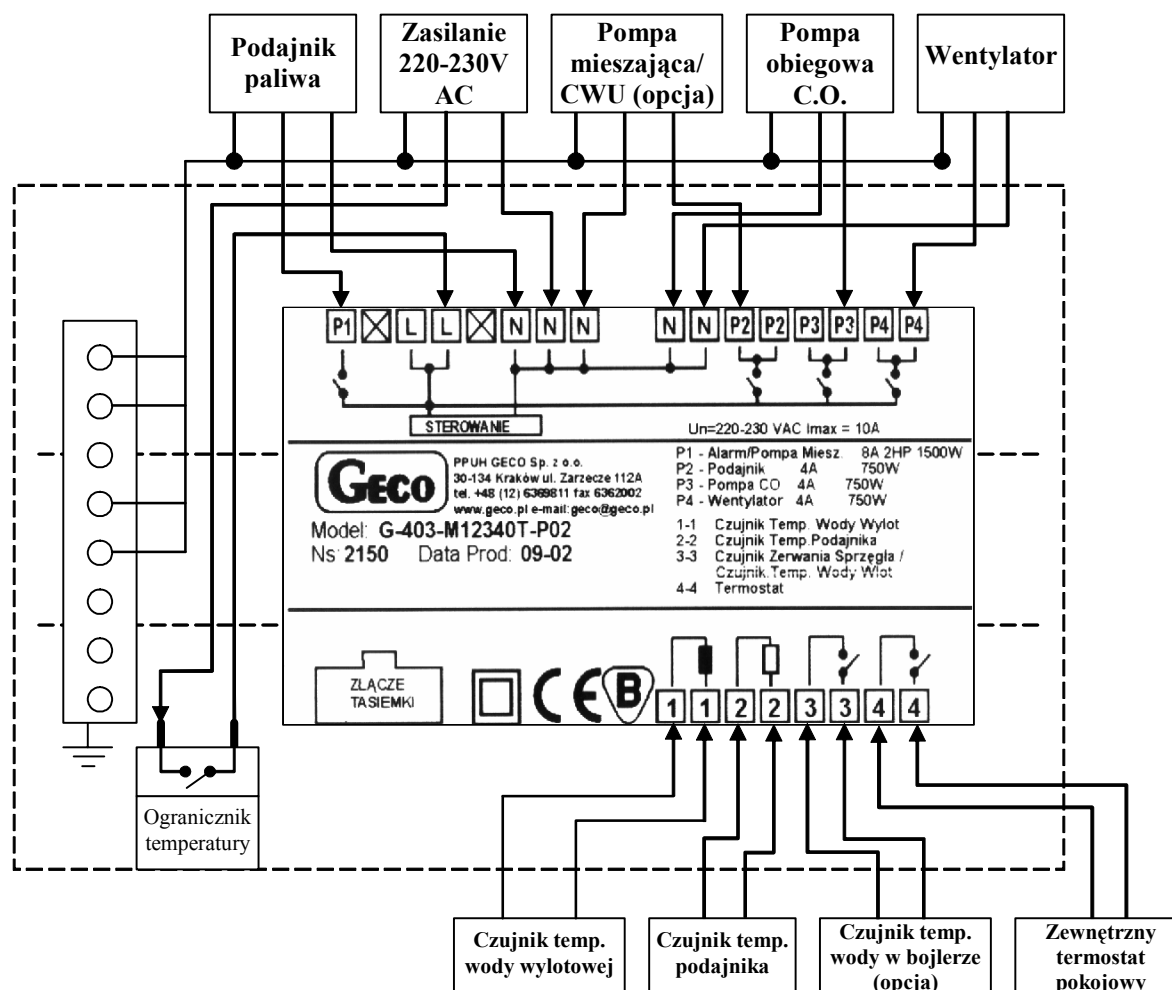 Podajnik
paliwa
Zasilanie
220-230V
AC
Pompa
mieszająca/
CWU (opcja)
Pompa
obiegowa
C.O.
Wentylator
P1 L L N N N N N P2 P2 P3 P3 P4 P4
STEROWANIE
Un=220-230 VAC Imax = 10A
GECO
PPUH GECO Sp. z o.o.
30-134 Kraków ul. Zarzecze 112A
tel. +48 (12) 6369811 fax 6362002
www.geco.pl e-mail: geco@geco.pl
Model: G-403-M12340T-P02
Ns: 2150 Data Prod: 09-02
P1 - Alarm/Pompa Miesz. 8A 2HP 1500W
P2 - Podajnik 4A 750W
P3 - Pompa CO 4A 750W
P4 - Wentylator 4A 750W
1-1 Czujnik Temp. Wody Wylot
2-2 Czujnik Temp.Podajnika
3-3 Czujnik Zerwania Sprzęgła /
Czujnik.Temp. Wody Wlot
4-4 Termostat
ZŁĄCZE
TASIEMKI
CE
B
1 1 2 2 3 3 4 4
Ogranicznik
temperatury
Czujnik temp.
wody wylotowej
Czujnik temp.
podajnika
Czujnik temp.
wody w bojlerze
(opcja)
Zewnętrzny
termostat
pokojowy